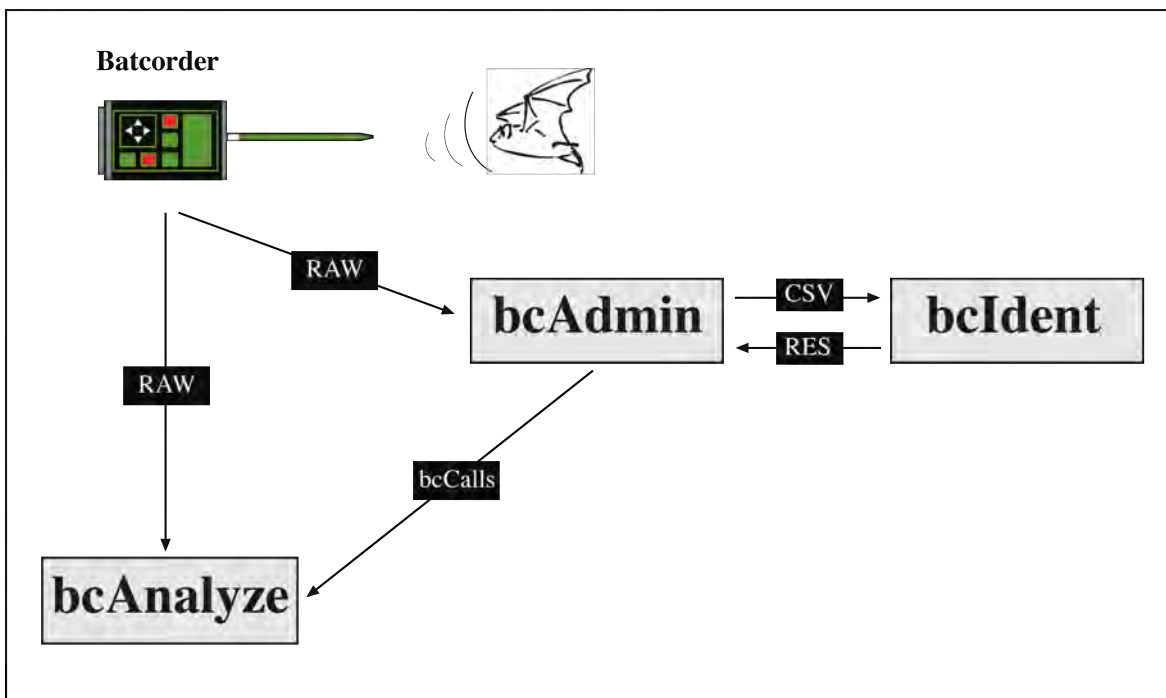 Batcorder
RAW
bcAdmin
CSV
bcIdent
RES
RAW
bcCalls
bcAnalyze